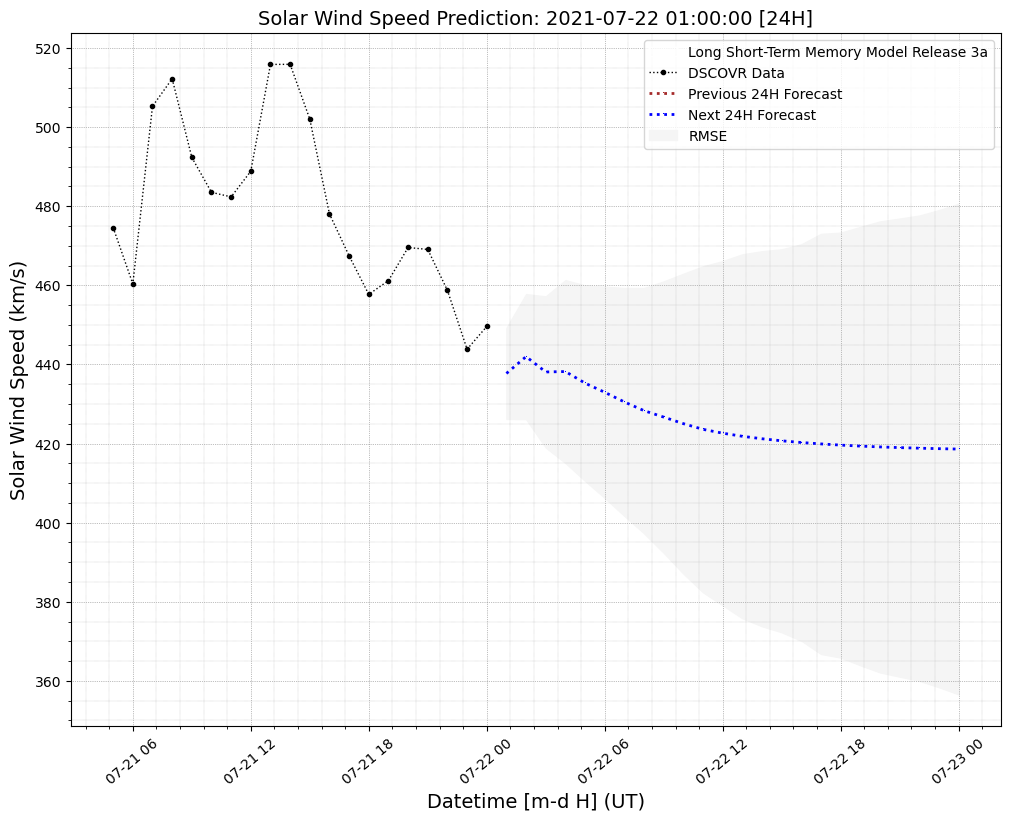 Solar Wind Speed Prediction: 2021-07-22 01:00:00 [24H]
Long Short-Term Memory Model Release 3a
DSCOVR Data
Previous 24H Forecast
Next 24H Forecast
RMSE
Solar Wind Speed (km/s)
520
500
480
460
440
420
400
380
360
07-21 06
07-21 12
07-21 18
07-22 00
07-22 06
07-22 12
07-22 18
07-23 00
Datetime [m-d H] (UT)